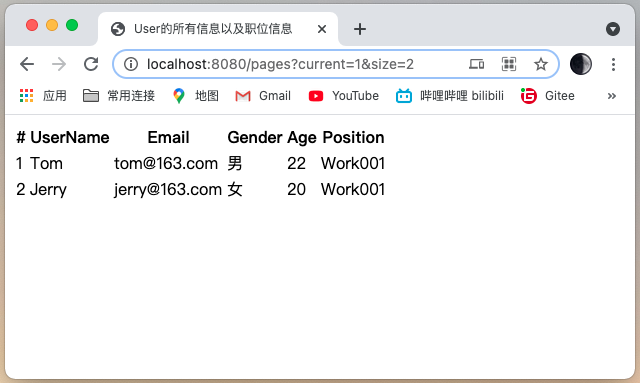 User的所有信息以及职位信息
localhost:8080/pages?current=1&size=2
应用 常用连接 地图 Gmail YouTube 哔哩哔哩 bilibili Gitee »
# UserName Email Gender Age Position
1 Tom tom@163.com 男 22 Work001
2 Jerry jerry@163.com 女 20 Work001